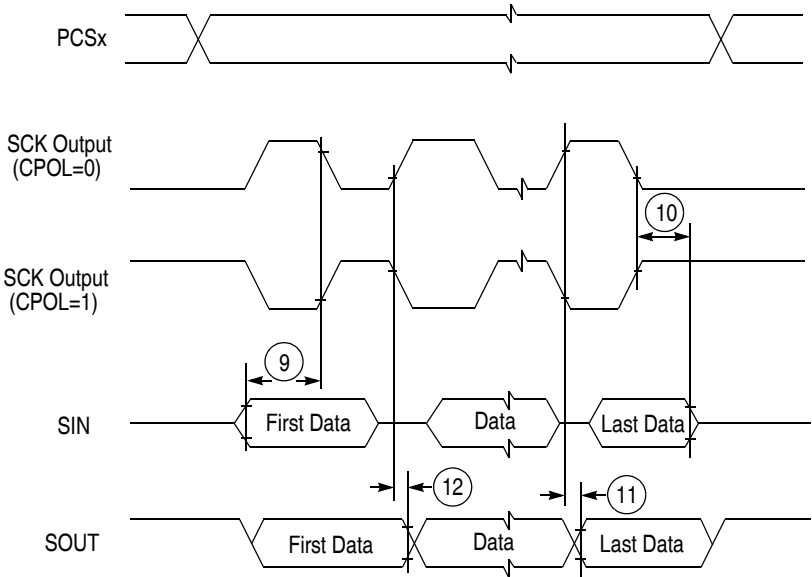 PCSx
SCK Output
(CPOL=0)
10
SCK Output
(CPOL=1)
9
SIN
First Data
Data
Last Data
12
11
SOUT
First Data
Data
Last Data